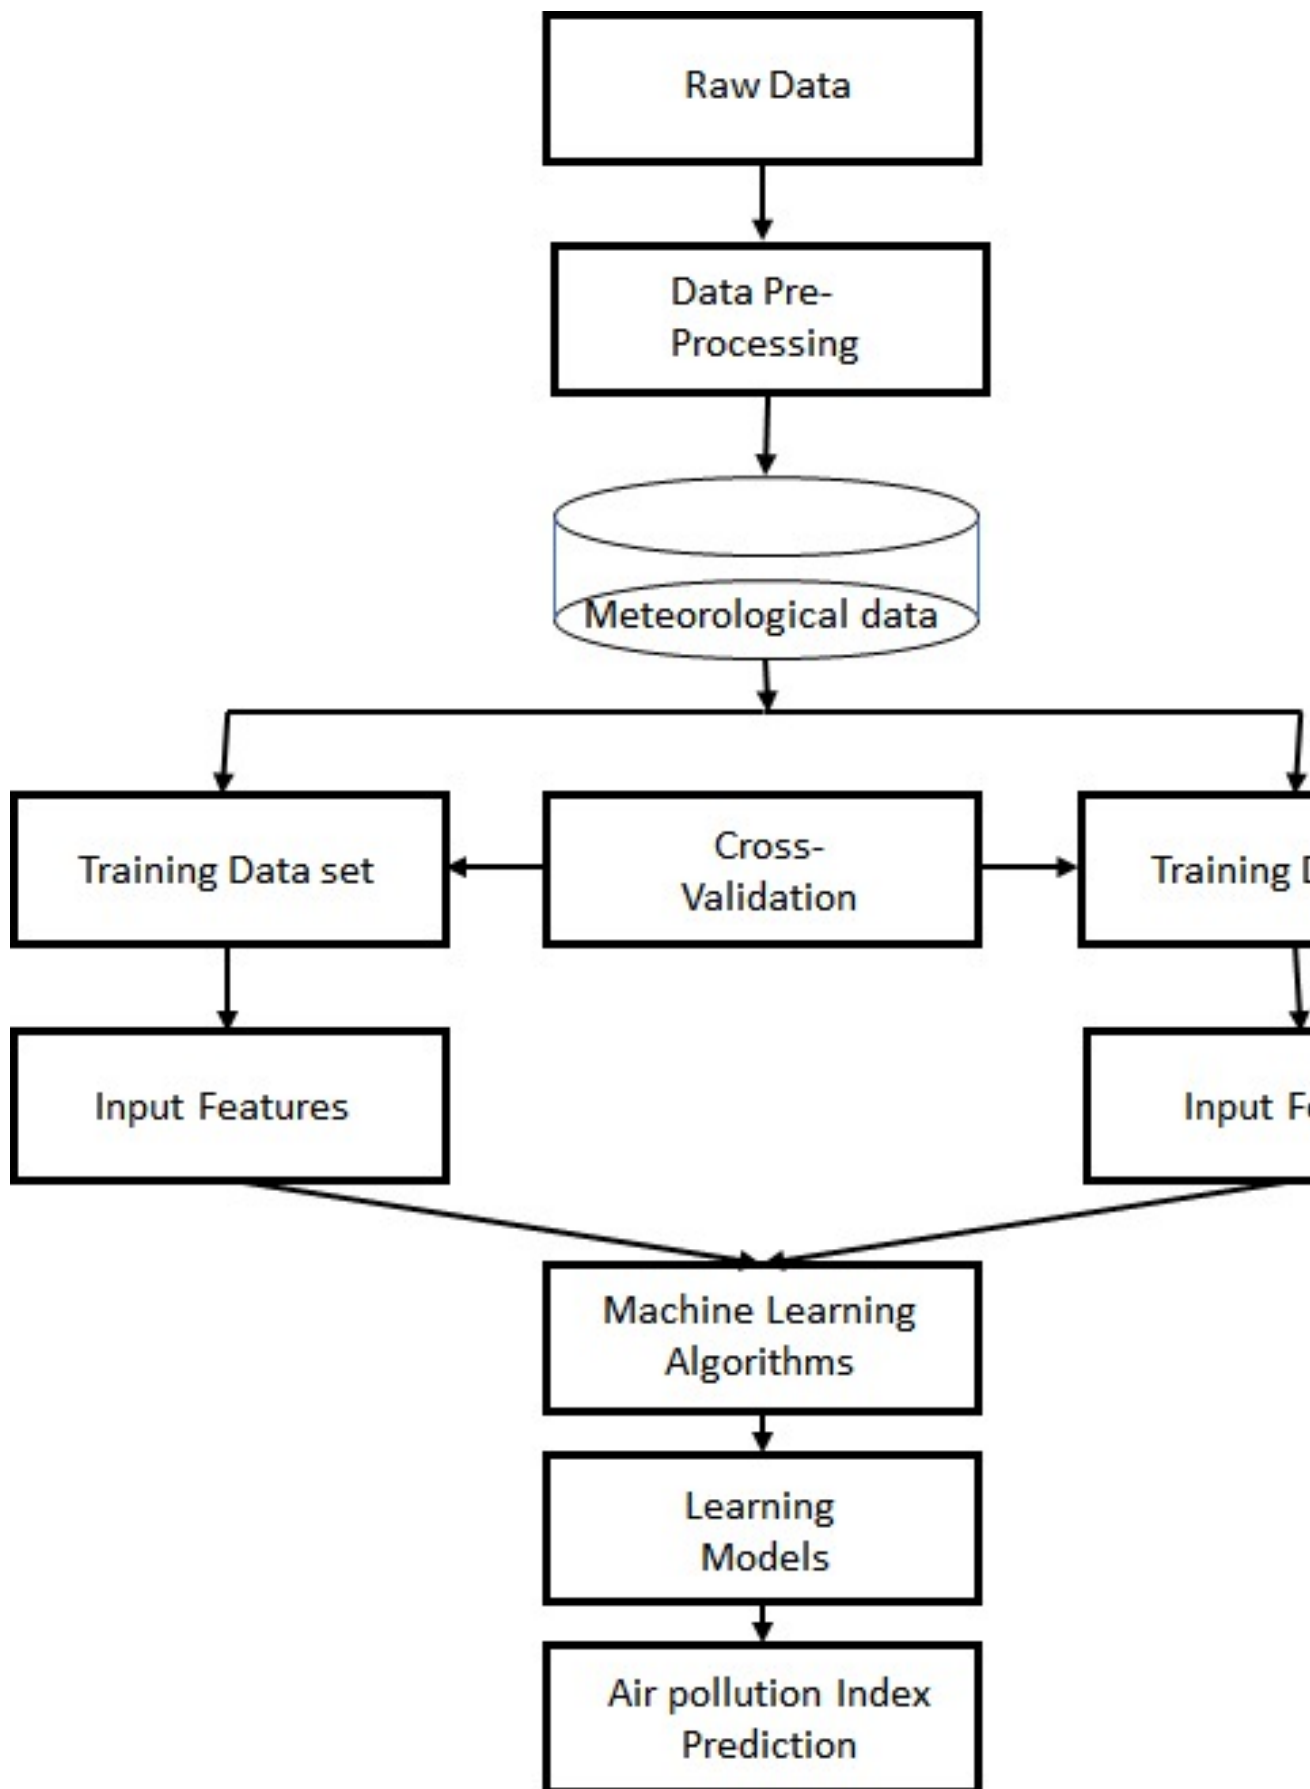 Raw Data
Data Pre-
Processing
Meteorological data
Training Data set
Cross-
Validation
Training
Input Features
Input
Machine Learning
Algorithms
Learning
Models
Air pollution Index
Prediction